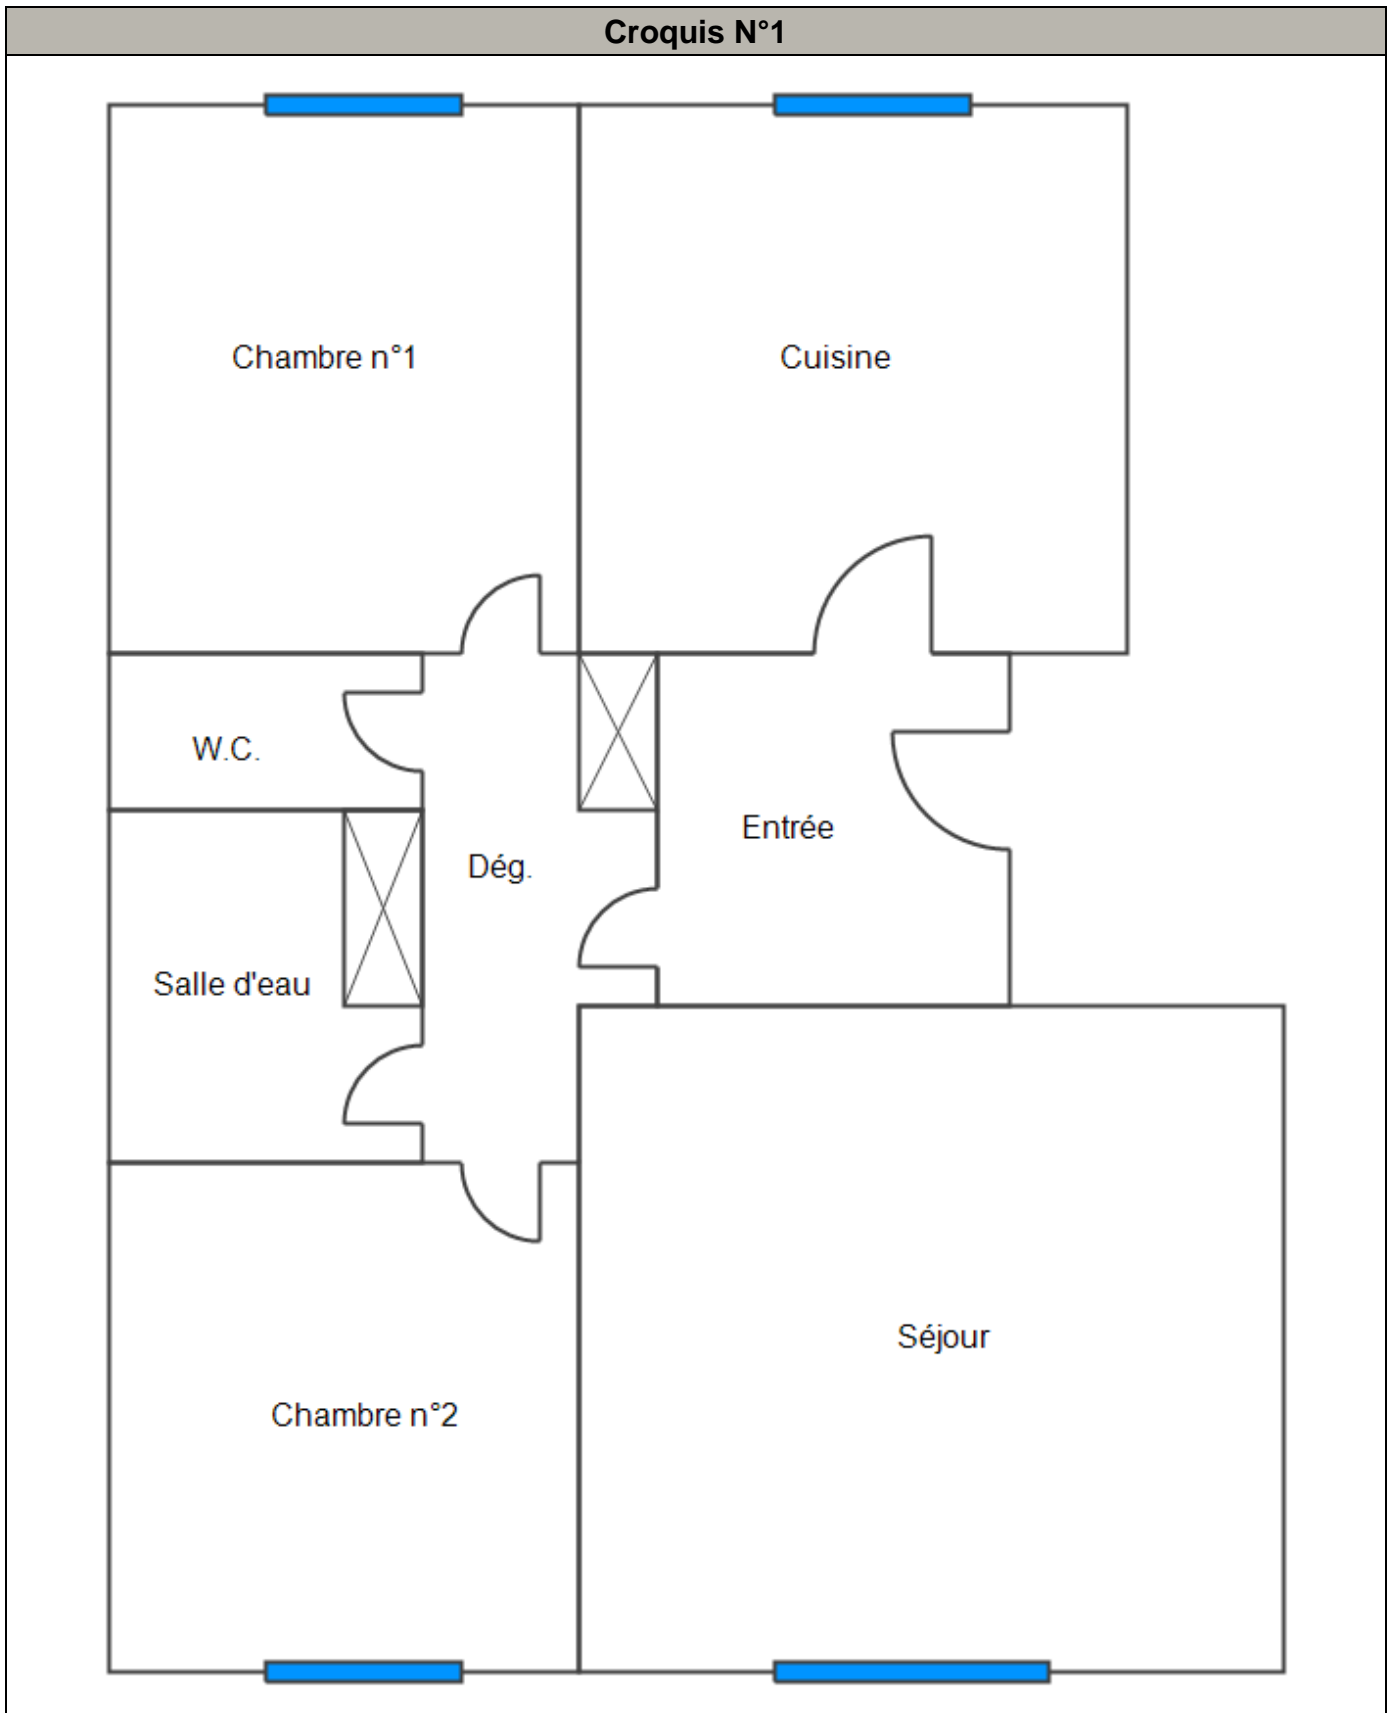 Croquis N°1
Chambre n°1
Cuisine
W.C.
Entrée
Dég.
Salle d'eau
Séjour
Chambre n°2